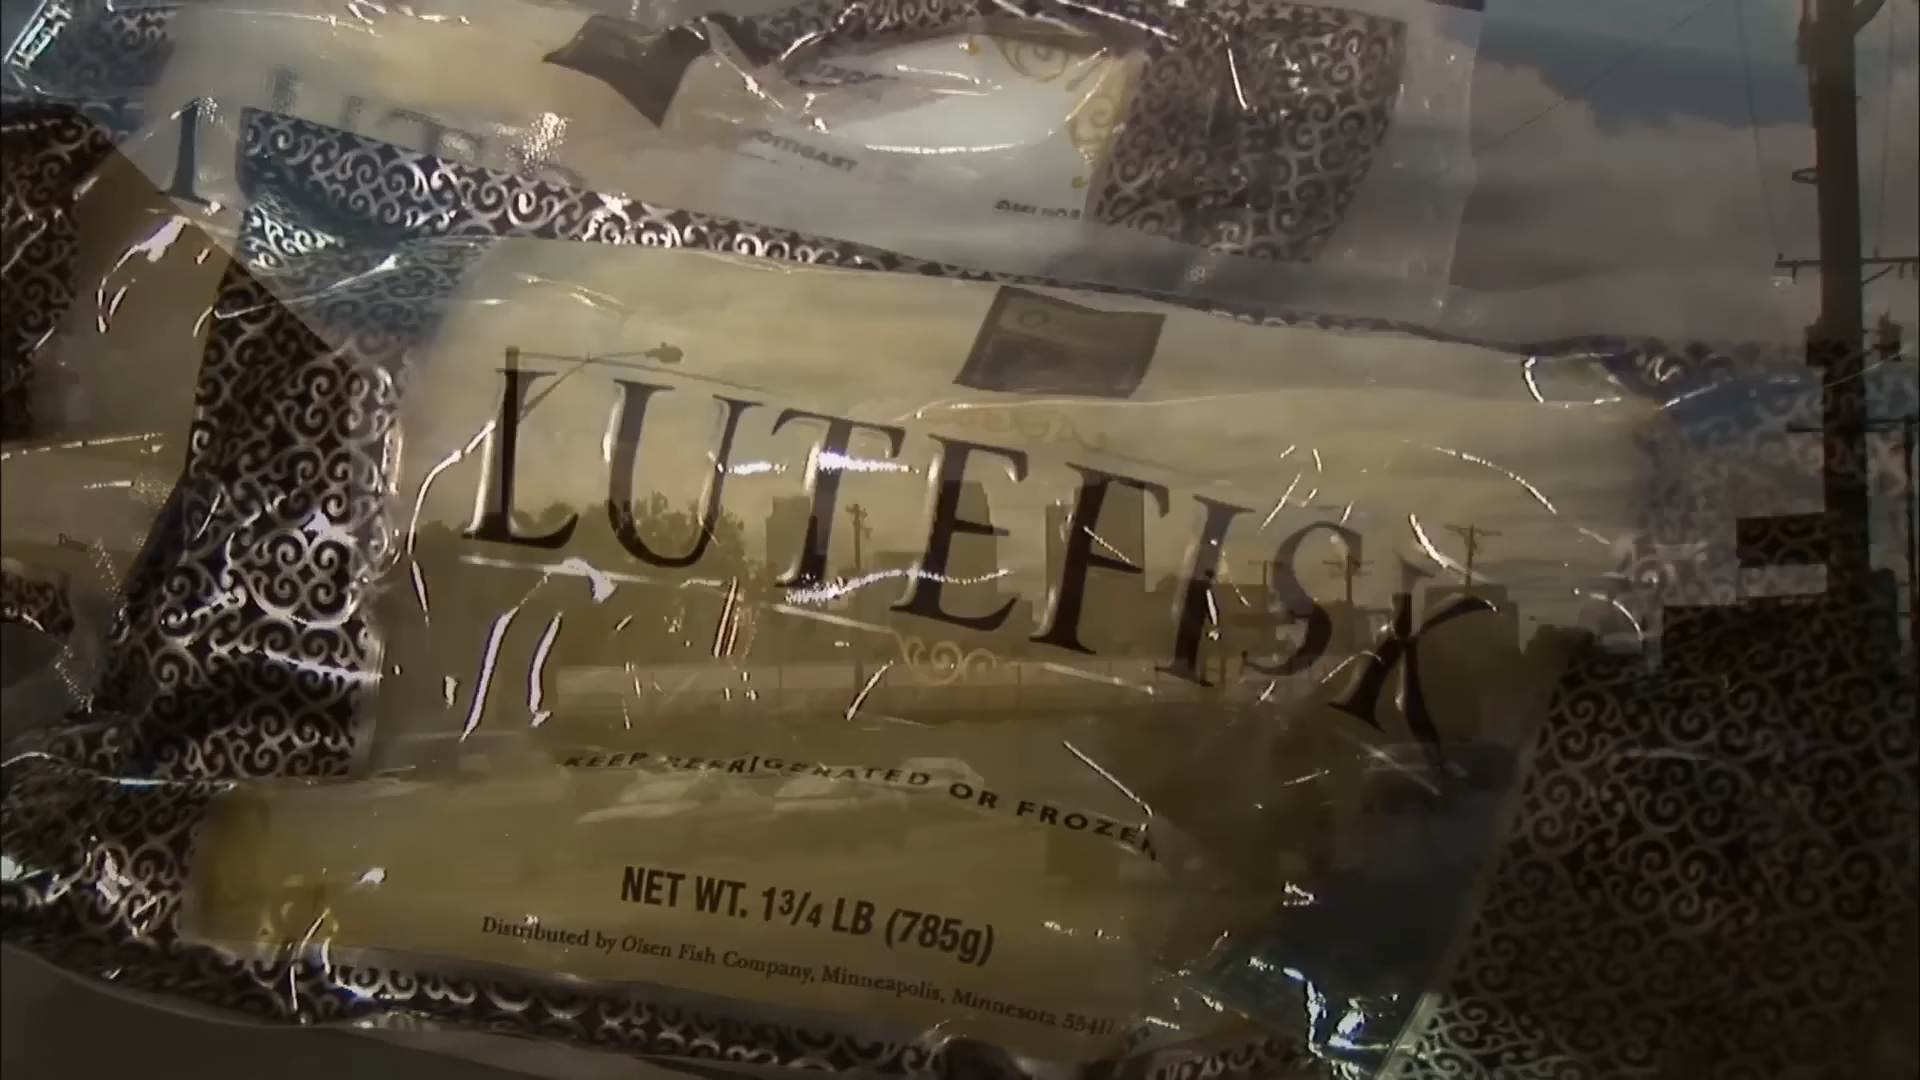 LUTEFISK
KEEP REFRIGERATED OR FROZEN
NET WT. 1 3/4 LB (785g)
Distributed by Olsen Fish Company, Minneapolis, Minnesota 5541